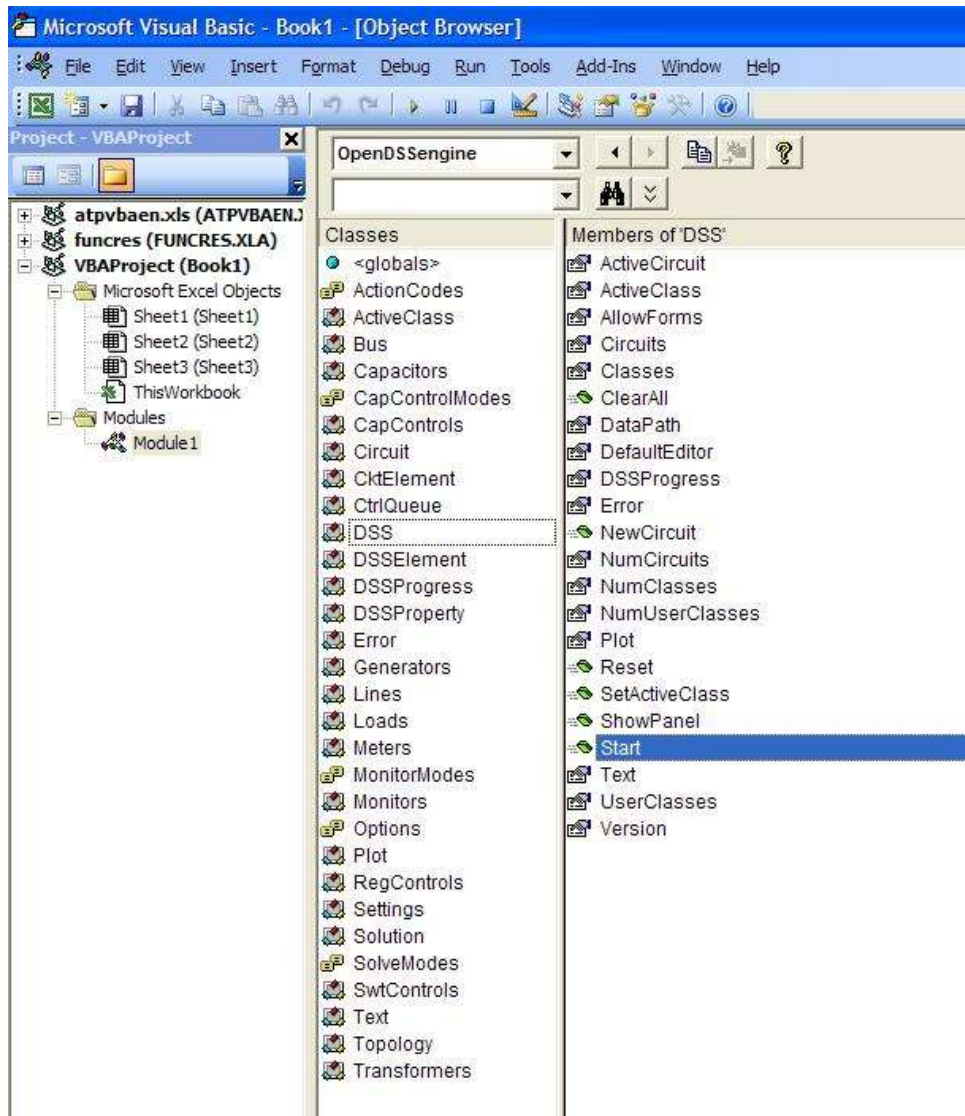 Microsoft Visual Basic - Book1 - [Object Browser]
File Edit View Insert Format Debug Run Tools Add-Ins Window Help
Project - VBAProject
atpvbaen.xls (ATPVBAEN.X
funcres (FUNCRES.XLA)
VBAProject (Book1)
Microsoft Excel Objects
Sheet1 (Sheet1)
Sheet2 (Sheet2)
Sheet3 (Sheet3)
ThisWorkbook
Modules
Module1
OpenDSSengine
Classes
<globals>
ActionCodes
ActiveClass
Bus
Capacitors
CapControlModes
CapControls
Circuit
CktElement
CtrlQueue
DSS
DSSElement
DSSProgress
DSSProperty
Error
Generators
Lines
Loads
Meters
MonitorModes
Monitors
Options
Plot
RegControls
Settings
Solution
SolveModes
SwtControls
Text
Topology
Transformers
Members of 'DSS'
ActiveCircuit
ActiveClass
AllowForms
Circuits
Classes
ClearAll
DataPath
DefaultEditor
DSSProgress
Error
NewCircuit
NumCircuits
NumClasses
NumUserClasses
Plot
Reset
SetActiveClass
ShowPanel
Start
Text
UserClasses
Version